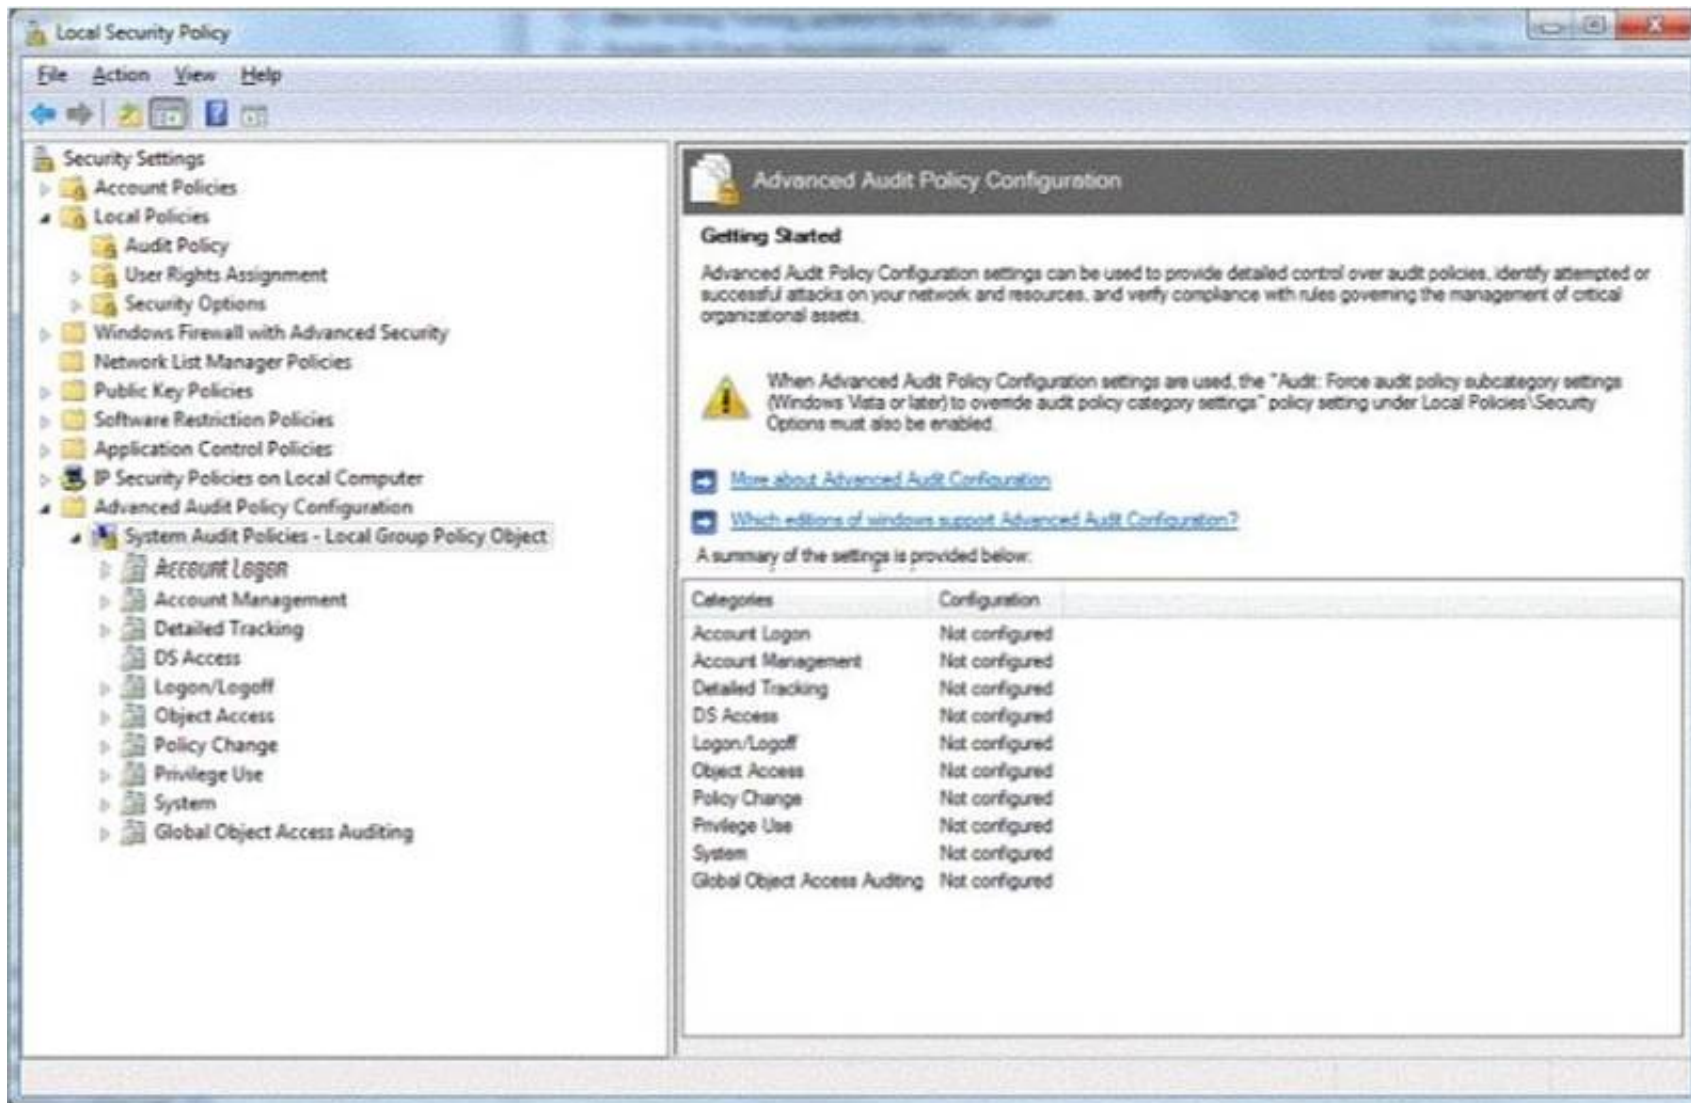 Local Security Policy
File Action View Help
Security Settings
Account Policies
Local Policies
Audit Policy
User Rights Assignment
Security Options
Windows Firewall with Advanced Security
Network List Manager Policies
Public Key Policies
Software Restriction Policies
Application Control Policies
IP Security Policies on Local Computer
Advanced Audit Policy Configuration
System Audit Policies - Local Group Policy Object
Account Logon
Account Management
Detailed Tracking
DS Access
Logon/Logoff
Object Access
Policy Change
Privilege Use
System
Global Object Access Auditing
Advanced Audit Policy Configuration
Getting Started
Advanced Audit Policy Configuration settings can be used to provide detailed control over audit policies, identify attempted or
successful attacks on your network and resources, and verify compliance with rules governing the management of critical
organizational assets.
When Advanced Audit Policy Configuration settings are used, the "Audit: Force audit policy subcategory settings
(Windows Vista or later) to override audit policy category settings" policy setting under Local Policies\Security
Options must also be enabled.
More about Advanced Audit Configuration
Which editions of windows support Advanced Audit Configuration?
A summary of the settings is provided below:
Categories Configuration
Account Logon Not configured
Account Management Not configured
Detailed Tracking Not configured
DS Access Not configured
Logon/Logoff Not configured
Object Access Not configured
Policy Change Not configured
Privilege Use Not configured
System Not configured
Global Object Access Auditing Not configured